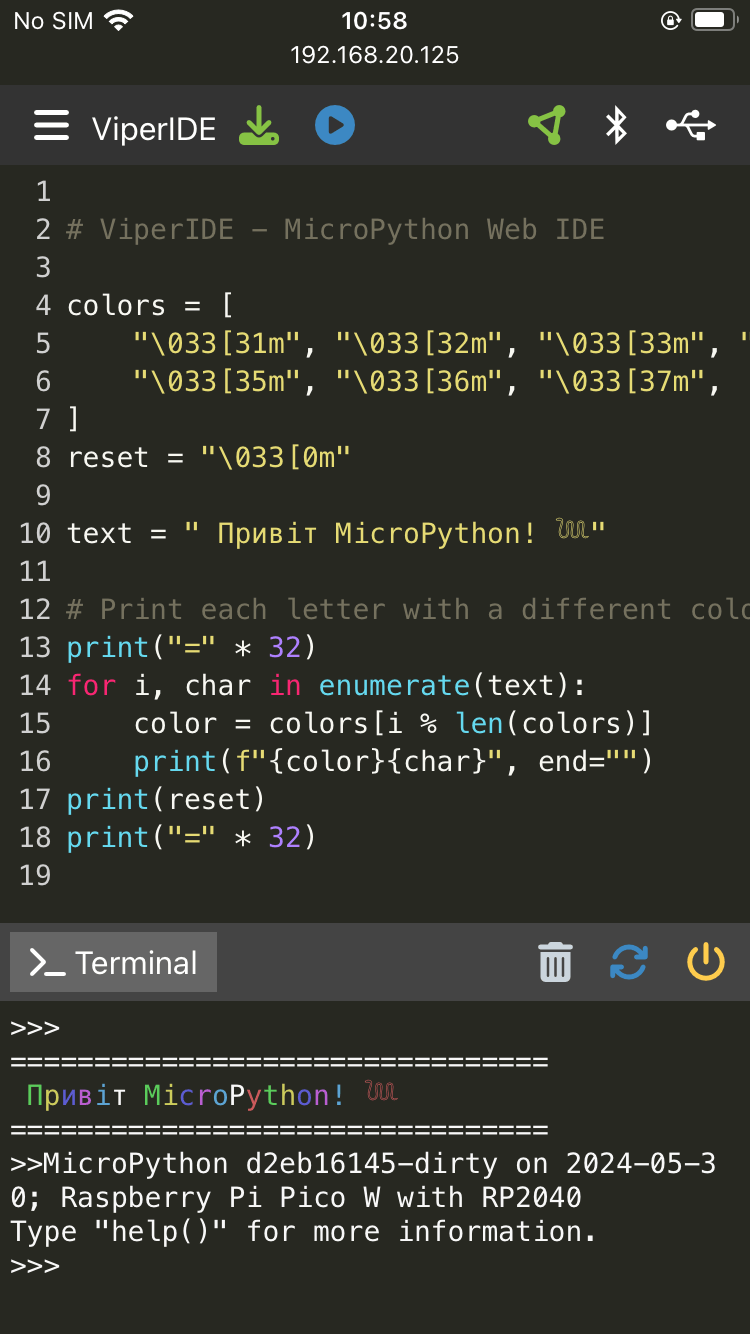 No SIM 10:58
192.168.20.125
ViperIDE
1
2 # ViperIDE - MicroPython Web IDE
3
4 colors = [
5     "\033[31m", "\033[32m", "\033[33m", "
6     "\033[35m", "\033[36m", "\033[37m",
7 ]
8 reset = "\033[0m"
9
10 text = " Привіт MicroPython! 𓆙"
11
12 # Print each letter with a different colo
13 print("=" * 32)
14 for i, char in enumerate(text):
15     color = colors[i % len(colors)]
16     print(f"{color}{char}", end="")
17 print(reset)
18 print("=" * 32)
19
Terminal
>>>
================================
 Привіт MicroPython! 𓆙
================================
>>MicroPython d2eb16145-dirty on 2024-05-3
0; Raspberry Pi Pico W with RP2040
Type "help()" for more information.
>>>